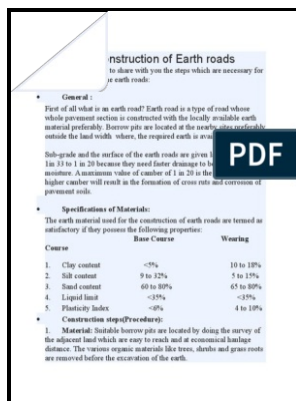 nstruction of Earth roads
to share with you the steps which are necessary for
e earth roads:
General :
First of all what is an earth road? Earth road is a type of road whose
whole pavement section is constructed with the locally available earth
material preferably. Borrow pits are located at the nearby sites preferably
outside the land width where, the required earth is availa
PDF
Sub-grade and the surface of the earth roads are given
1in 33 to 1 in 20 because they need faster drainage to be
moisture. A maximum value of camber of 1 in 20 is the
higher camber will result in the formation of cross ruts and corrosion of
pavement soils.
Specifications of Materials:
The earth material used for the construction of earth roads are termed as
satisfactory if they possess the following properties:
Base Course Wearing
Course
1. Clay content <5% 10 to 18%
2. Silt content 9 to 32% 5 to 15%
3. Sand content 60 to 80% 65 to 80%
4. Liquid limit <35% <35%
5. Plasticity Index <6% 4 to 10%
Construction steps(Procedure):
1. Material: Suitable borrow pits are located by doing the survey of
the adjacent land which are easy to reach and at economical haulage
distance. The various organic materials like trees, shrubs and grass roots
are removed before the excavation of the earth.